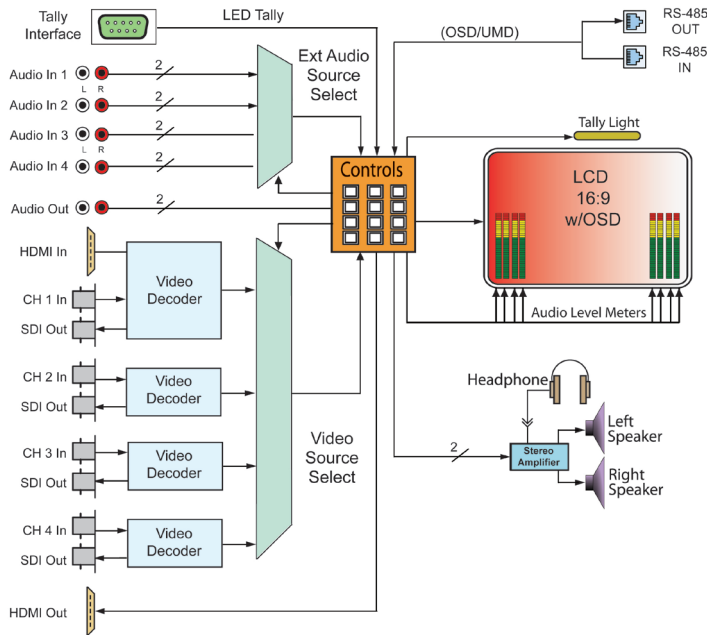 Tally
Interface
LED Tally
(OSD/UMD)
RS-485
OUT
RS-485
IN
Audio In 1
2
L R
Audio In 2
2
Audio In 3
2
L R
Audio In 4
2
Ext Audio
Source
Select
Audio Out
2
Controls
Tally Light
LCD
16:9
w/OSD
Audio Level Meters
HDMI In
CH 1 In
SDI Out
Video
Decoder
CH 2 In
SDI Out
Video
Decoder
CH 3 In
SDI Out
Video
Decoder
CH 4 In
SDI Out
Video
Decoder
Video
Source
Select
HDMI Out
Headphone
2
Stereo
Amplifier
Left
Speaker
Right
Speaker